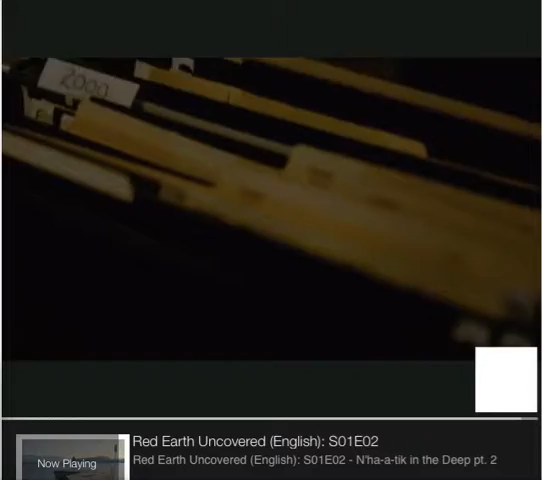 2000
Red Earth Uncovered (English): S01E02
Now Playing
Red Earth Uncovered (English): S01E02 - N'ha-a-tik in the Deep pt. 2